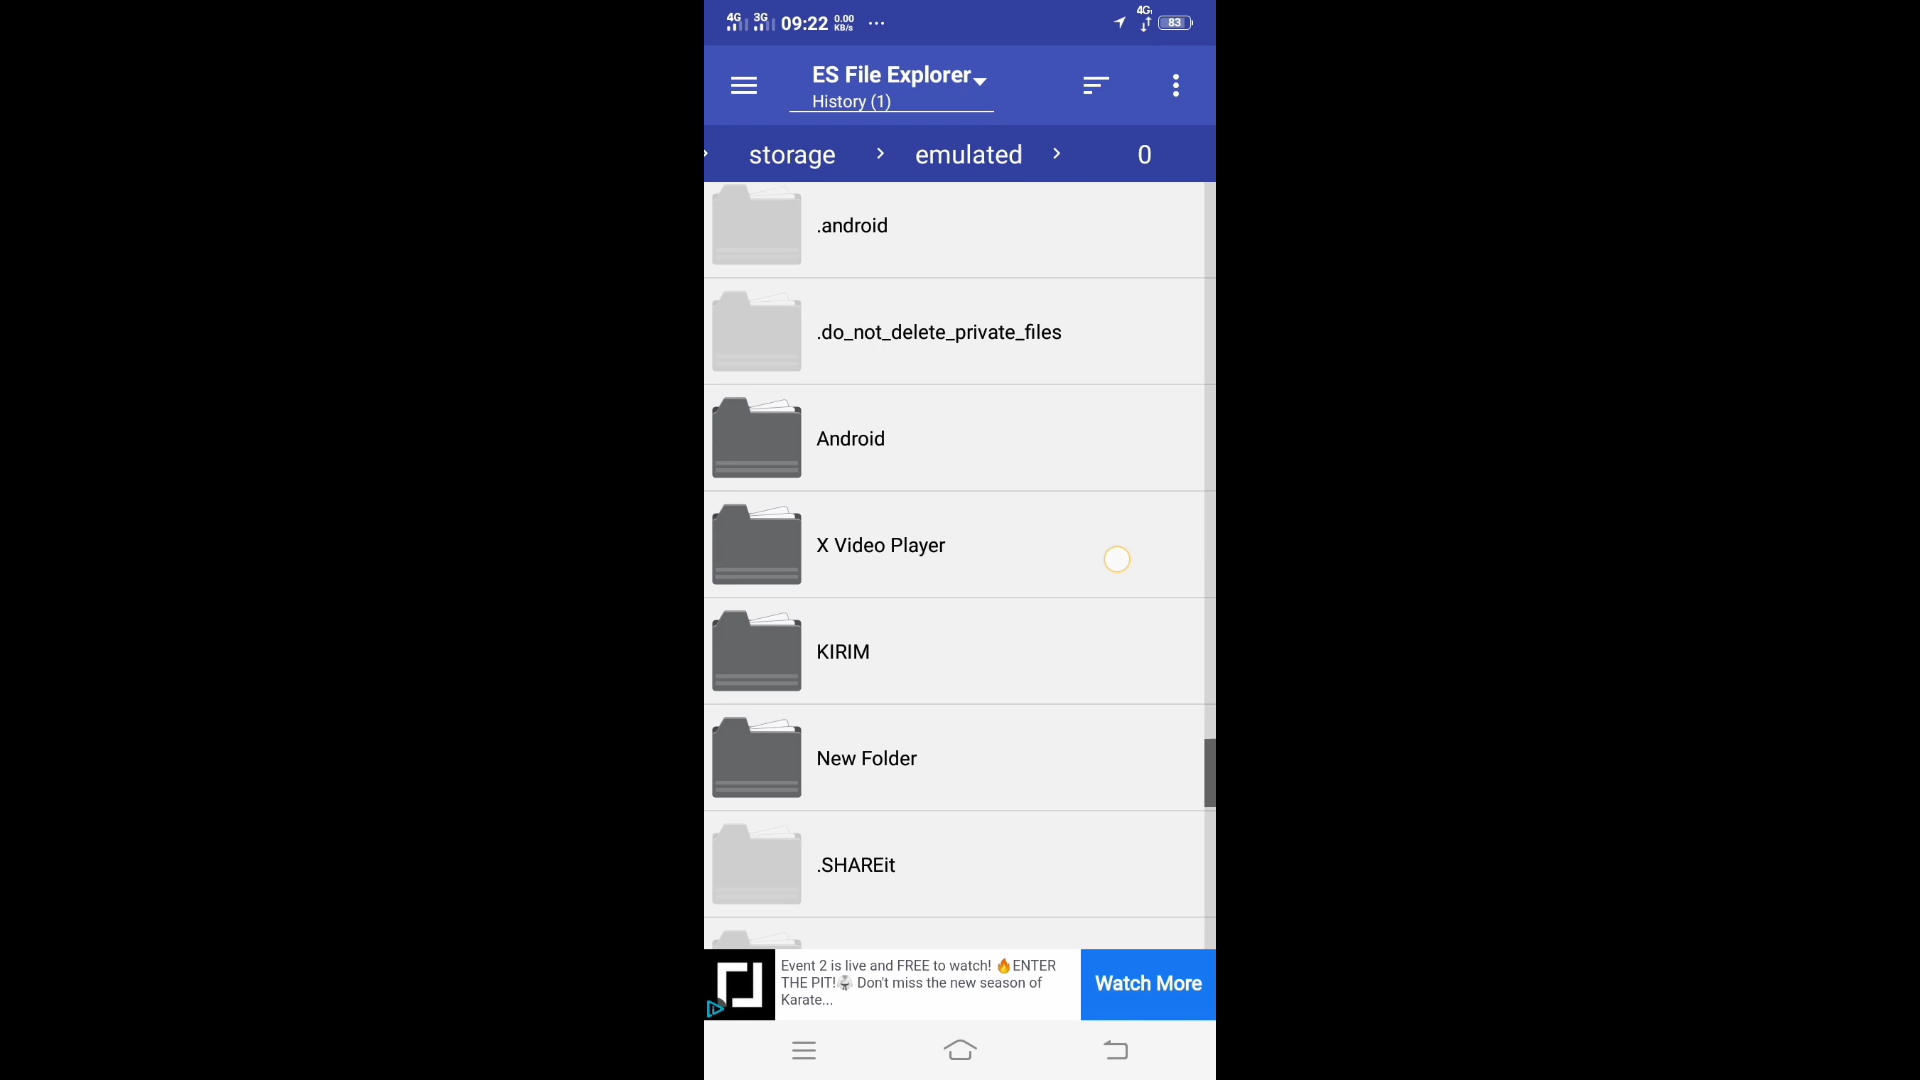 4G 3G 09:22 0.00 KB/s ... 4G 83
ES File Explorer
History (1)
storage > emulated > 0
.android
.do_not_delete_private_files
Android
X Video Player
KIRIM
New Folder
.SHAREit
Event 2 is live and FREE to watch! 🔥ENTER
THE PIT!🥋 Don't miss the new season of
Karate...
Watch More